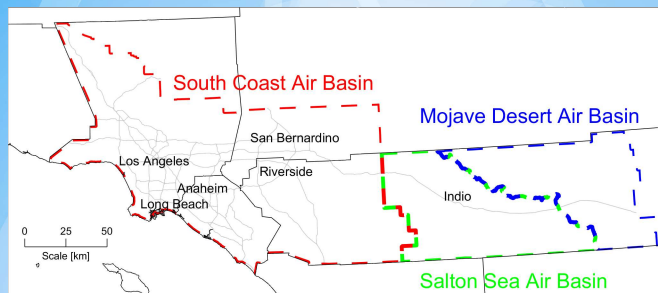 South Coast Air Basin
Mojave Desert Air Basin
San Bernardino
Los Angeles
Riverside
Anaheim
Indio
Long Beach
0 25 50
Scale [km]
Salton Sea Air Basin